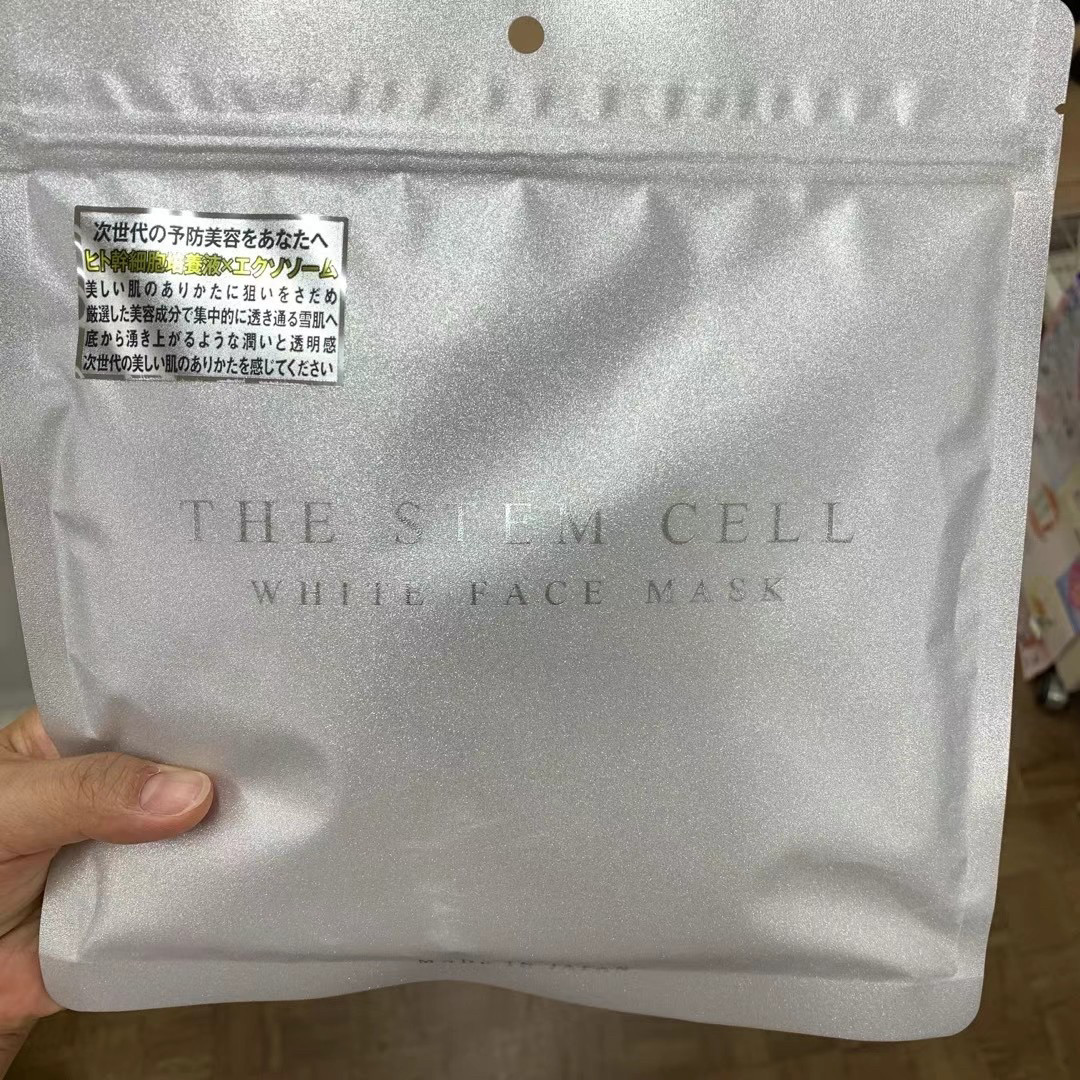 次世代の予防美容をあなたへ
ヒト幹細胞培養液×エクソソーム
美しい肌のありかたに狙いをさだめ
厳選した美容成分で集中的に透き通る雪肌へ
底から湧き上がるような潤いと透明感
次世代の美しい肌のありかたを感じてください
THE STEM CELL
WHITE FACE MASK
MADE IN JAPAN